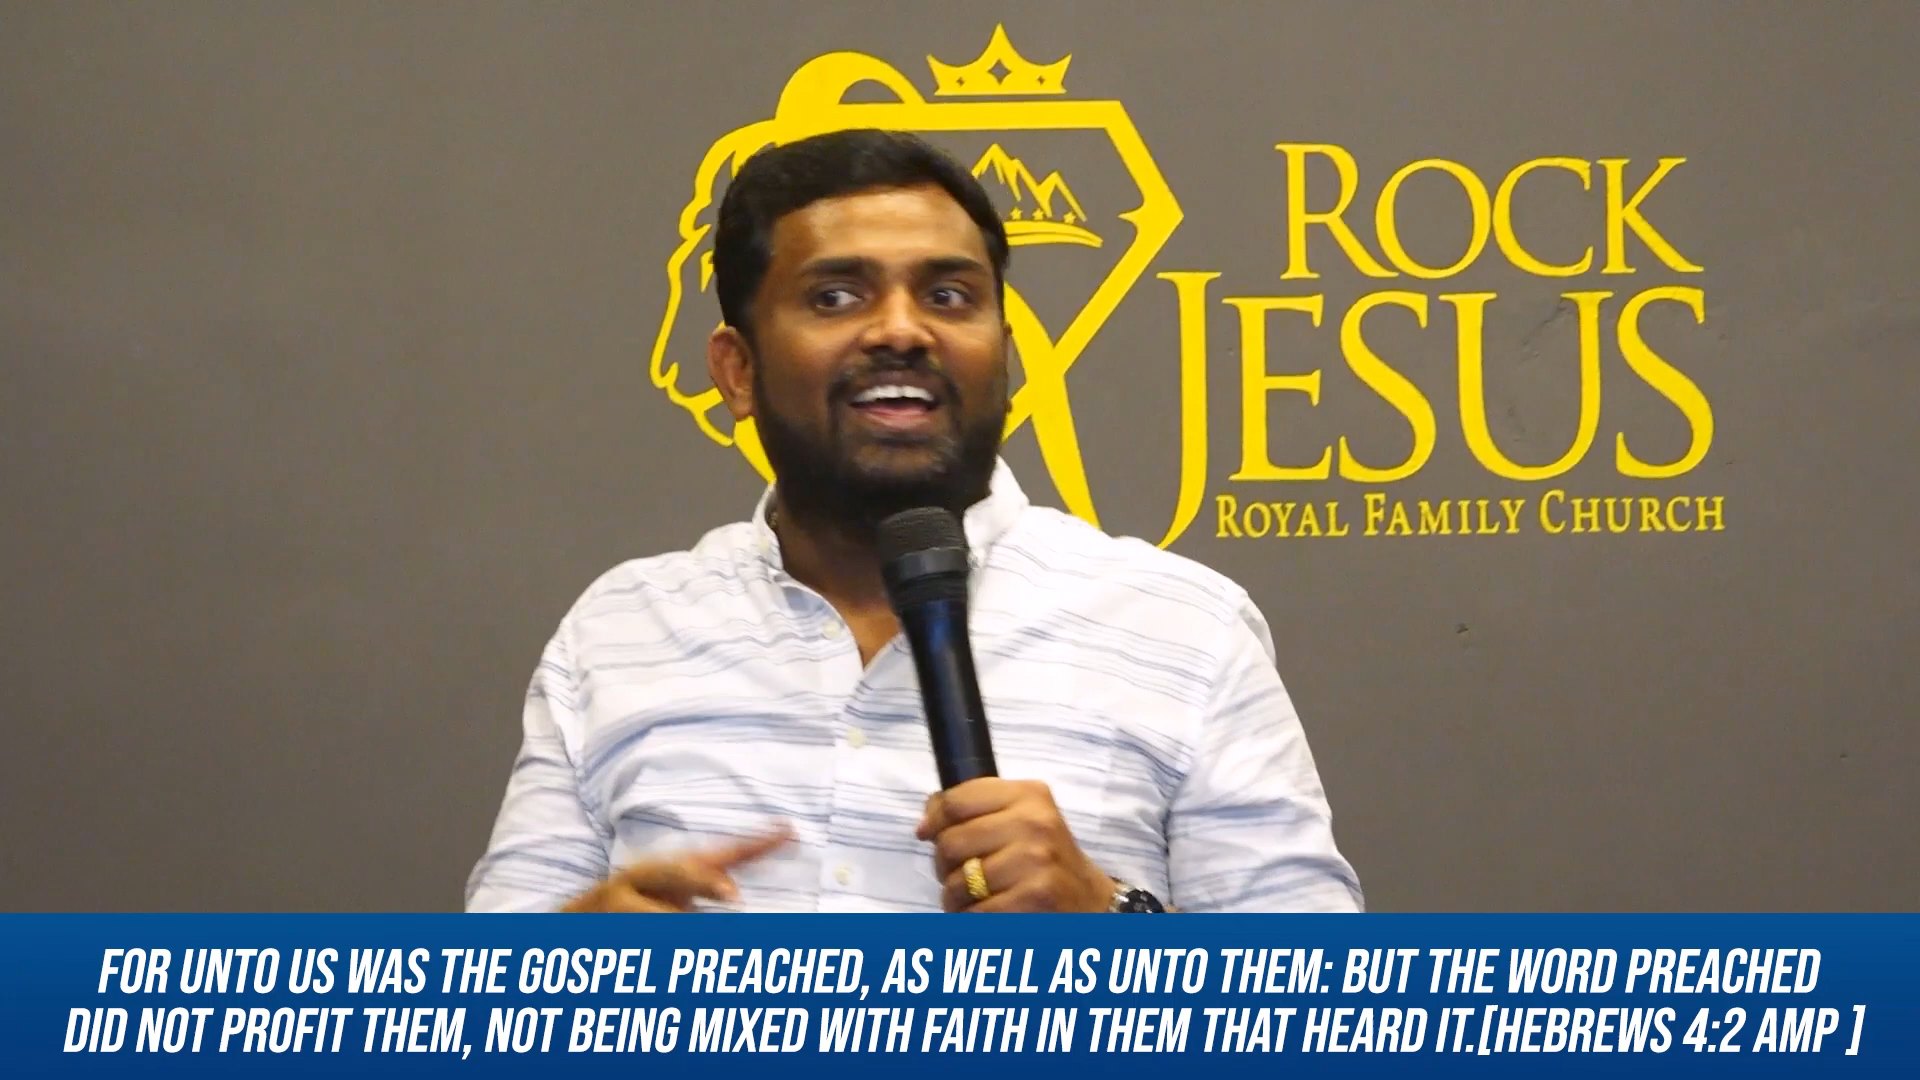 ROCK
JESUS
ROYAL FAMILY CHURCH
FOR UNTO US WAS THE GOSPEL PREACHED, AS WELL AS UNTO THEM: BUT THE WORD PREACHED
DID NOT PROFIT THEM, NOT BEING MIXED WITH FAITH IN THEM THAT HEARD IT.[HEBREWS 4:2 AMP ]